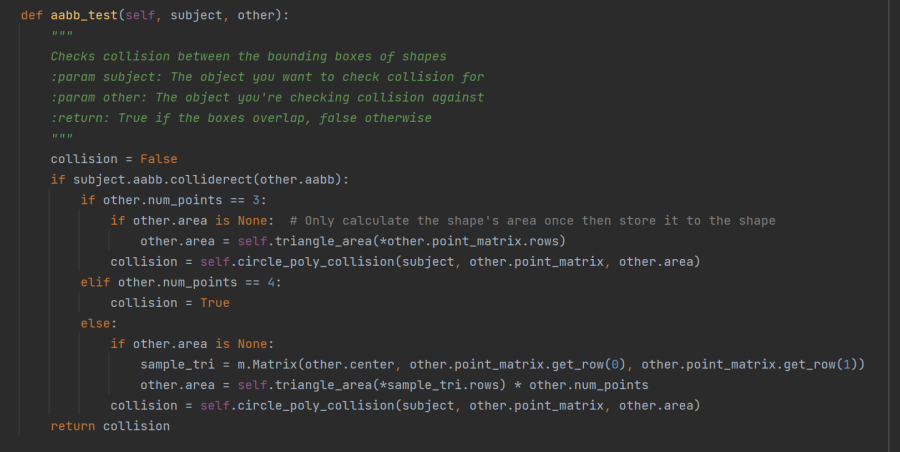 def aabb_test(self, subject, other):
    """
    Checks collision between the bounding boxes of shapes
    :param subject: The object you want to check collision for
    :param other: The object you're checking collision against
    :return: True if the boxes overlap, false otherwise
    """
    collision = False
    if subject.aabb.colliderect(other.aabb):
        if other.num_points == 3:
            if other.area is None:  # Only calculate the shape's area once then store it to the shape
                other.area = self.triangle_area(*other.point_matrix.rows)
            collision = self.circle_poly_collision(subject, other.point_matrix, other.area)
        elif other.num_points == 4:
            collision = True
        else:
            if other.area is None:
                sample_tri = m.Matrix(other.center, other.point_matrix.get_row(0), other.point_matrix.get_row(1))
                other.area = self.triangle_area(*sample_tri.rows) * other.num_points
            collision = self.circle_poly_collision(subject, other.point_matrix, other.area)
    return collision